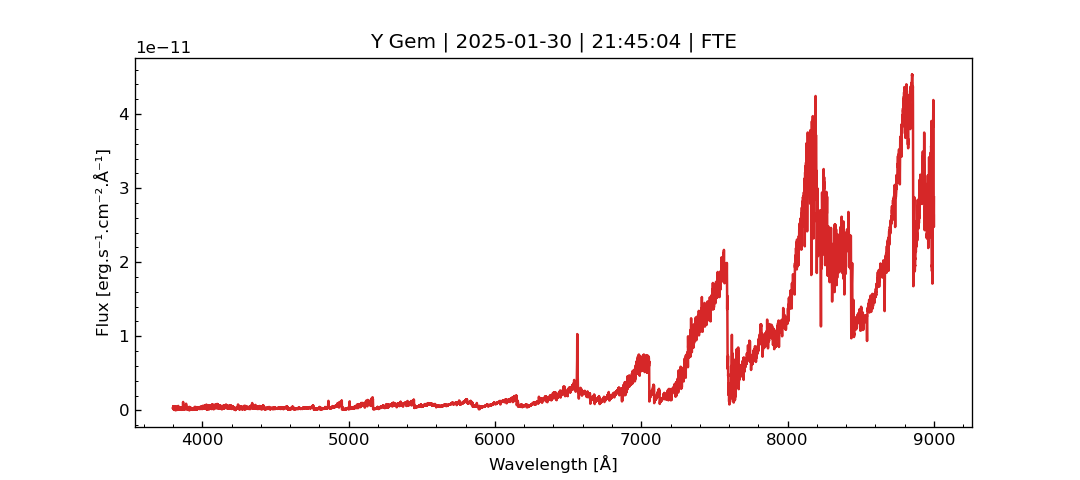 Y Gem | 2025-01-30 | 21:45:04 | FTE
1e−11
4
3
2
1
0
Flux [erg.s⁻¹.cm⁻².Å⁻¹]
4000 5000 6000 7000 8000 9000
Wavelength [Å]